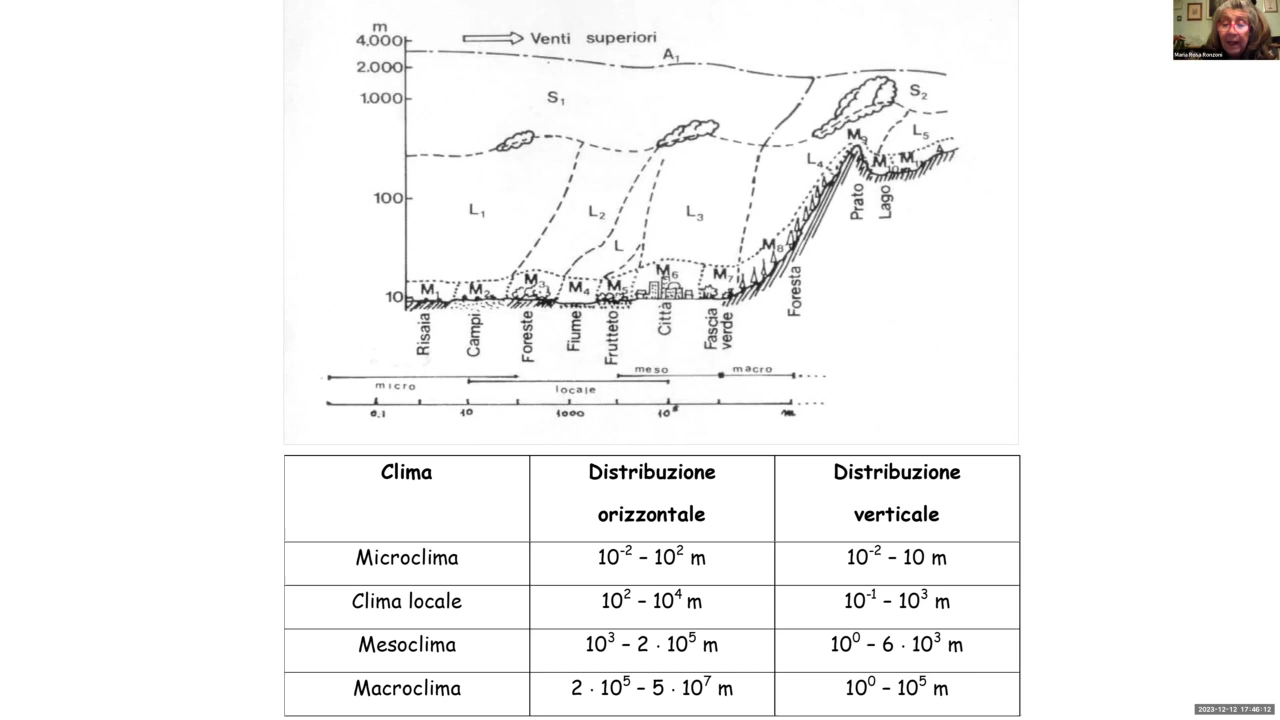 m
4.000
Venti superiori
A1
2.000
S1
S2
1.000
M9
L5
L4
M10
100
L1
L2
L3
L
M8
M1
M2
M3
M4
M5
M6
M7
10
Risaia
Campi
Foreste
Fiume
Frutteto
Città
Fascia verde
Foresta
Prato
Lago
micro
locale
meso
macro
0.1
10
1000
m
Clima
Distribuzione orizzontale
Distribuzione verticale
Microclima
10-2 – 102 m
10-2 – 10 m
Clima locale
102 – 104 m
10-1 – 103 m
Mesoclima
103 – 2 · 105 m
100 – 6 · 103 m
Macroclima
2 · 105 – 5 · 107 m
100 – 105 m
Maria Rosa Ronzoni
2023-12-12 17:46:12